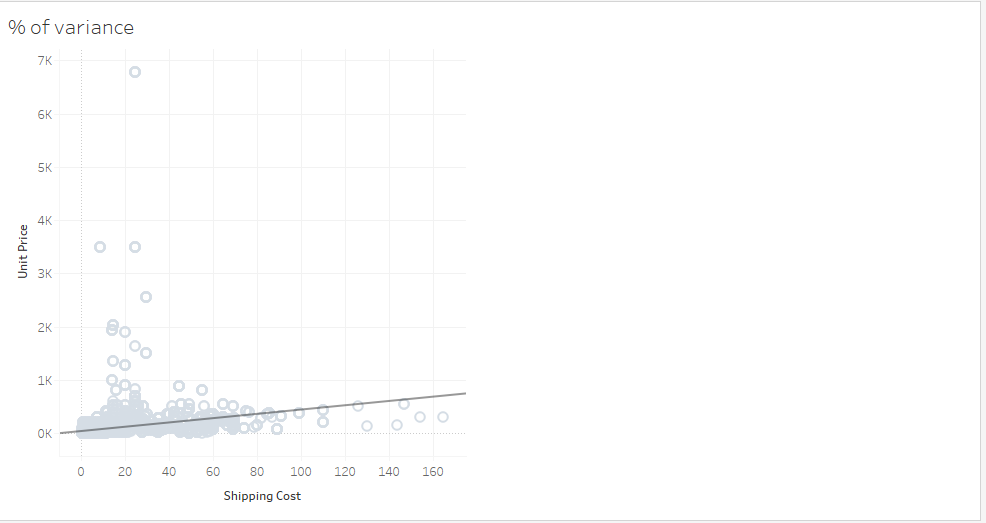 % of variance
7K
6K
5K
4K
3K
2K
1K
0K
Unit Price
0 20 40 60 80 100 120 140 160
Shipping Cost